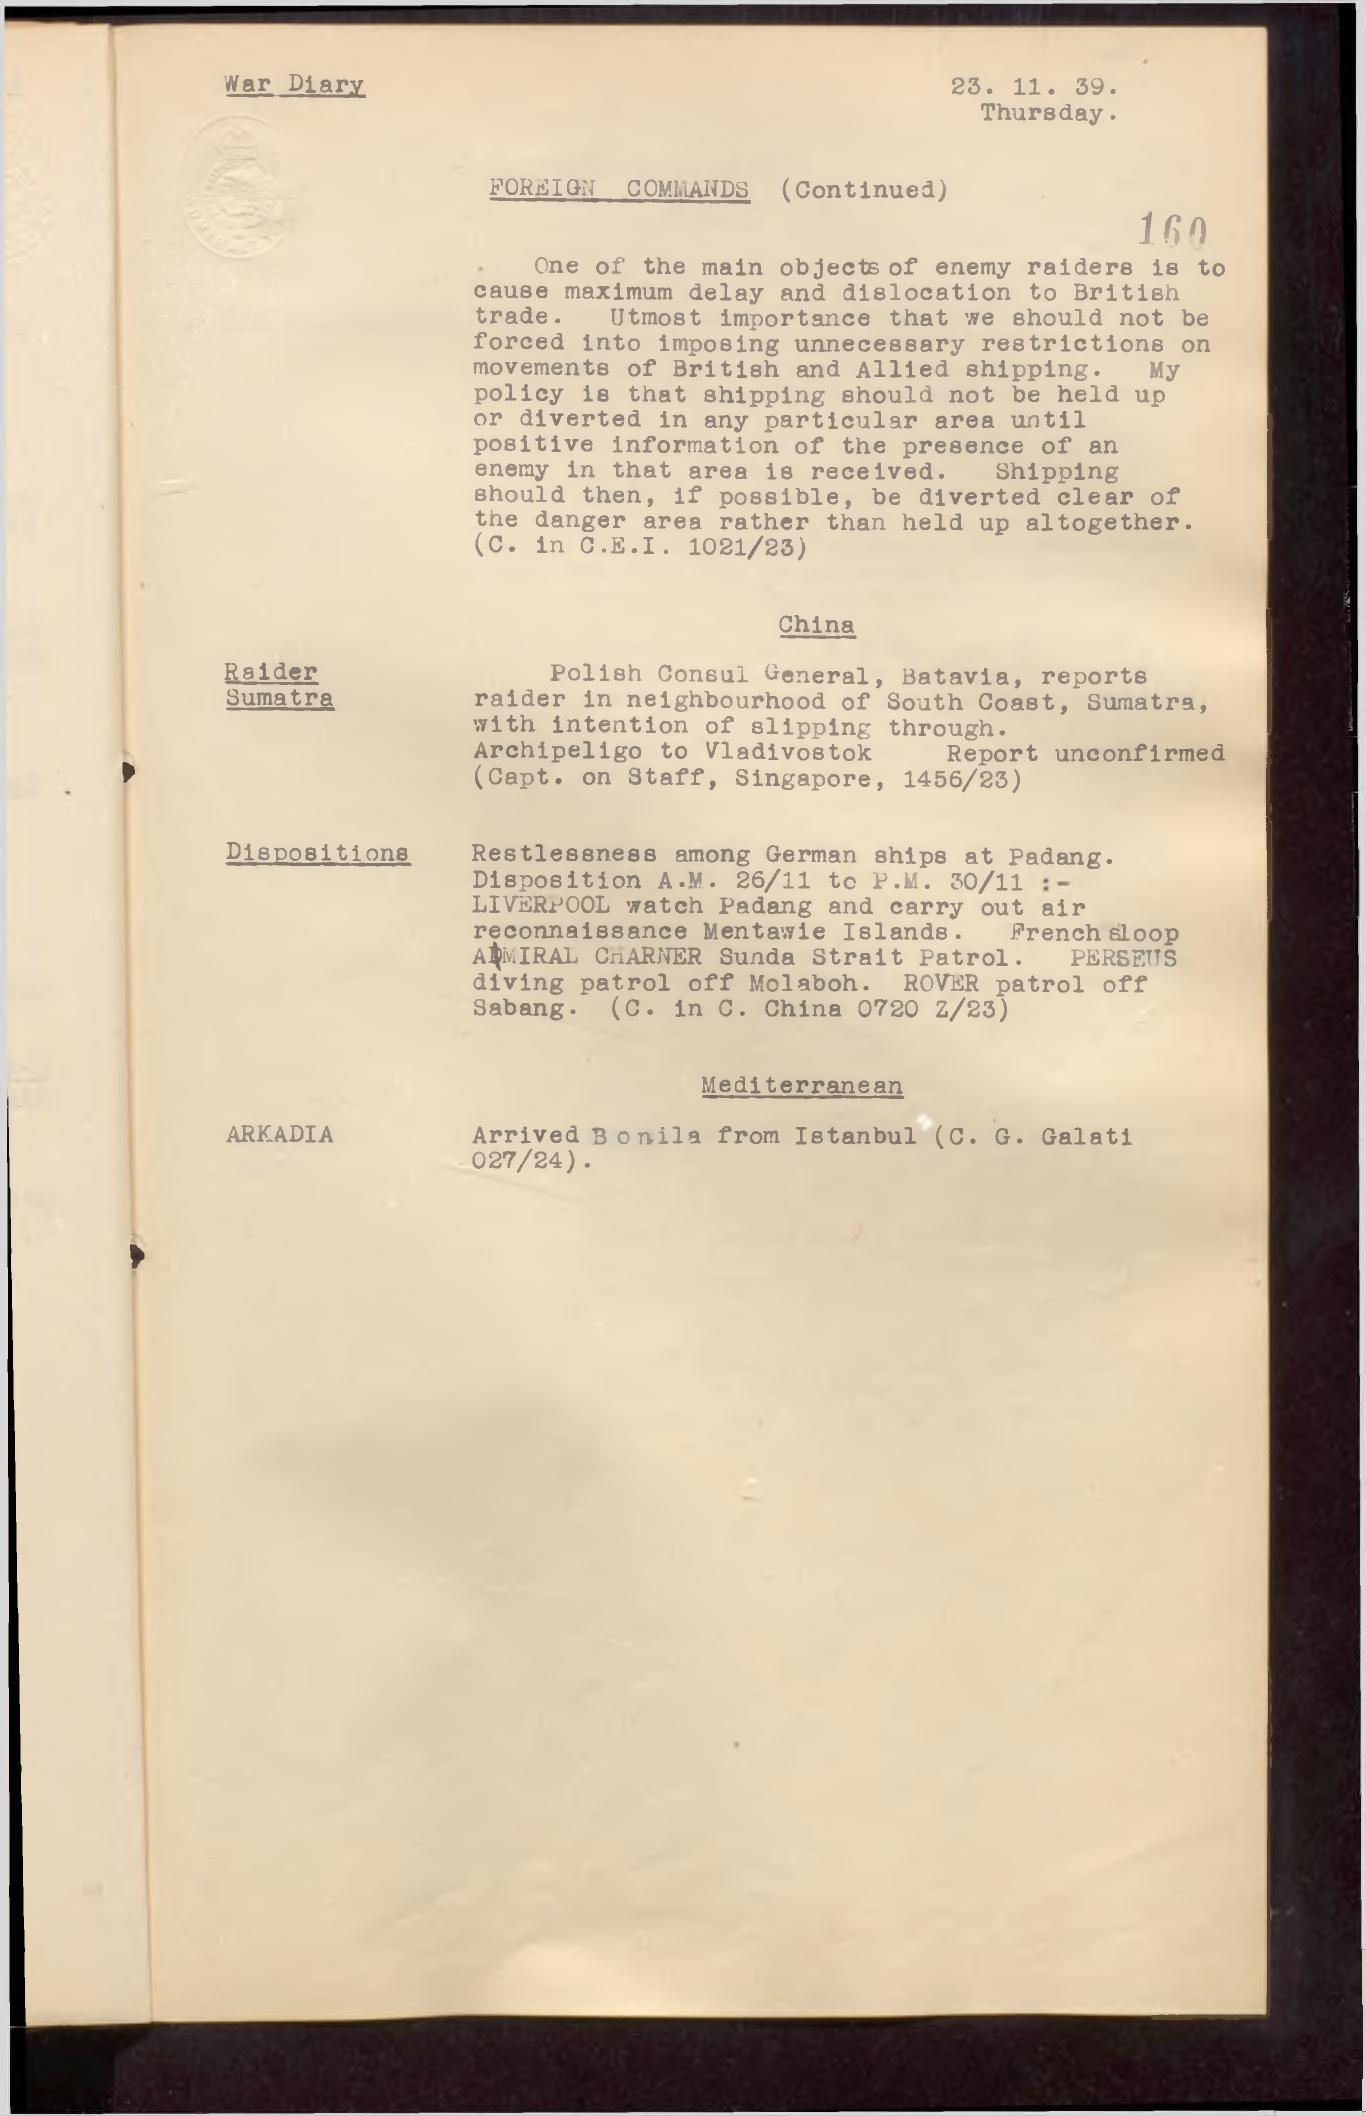 War Diary
23. 11. 39.
Thursday.
FOREIGN COMMANDS (Continued)
160
One of the main objects of enemy raiders is to
cause maximum delay and dislocation to British
trade. Utmost importance that we should not be
forced into imposing unnecessary restrictions on
movements of British and Allied shipping. My
policy is that shipping should not be held up
or diverted in any particular area until
positive information of the presence of an
enemy in that area is received. Shipping
should then, if possible, be diverted clear of
the danger area rather than held up altogether.
(C. in C.E.I. 1021/23)
China
Raider
Sumatra
Polish Consul General, Batavia, reports
raider in neighbourhood of South Coast, Sumatra,
with intention of slipping through.
Archipeligo to Vladivostok Report unconfirmed
(Capt. on Staff, Singapore, 1456/23)
Dispositions
Restlessness among German ships at Padang.
Disposition A.M. 26/11 to P.M. 30/11 :-
LIVERPOOL watch Padang and carry out air
reconnaissance Mentawie Islands. French sloop
ADMIRAL CHARNER Sunda Strait Patrol. PERSEUS
diving patrol off Molaboh. ROVER patrol off
Sabang. (C. in C. China 0720 Z/23)
Mediterranean
ARKADIA
Arrived Bonila from Istanbul (C. G. Galati
027/24).